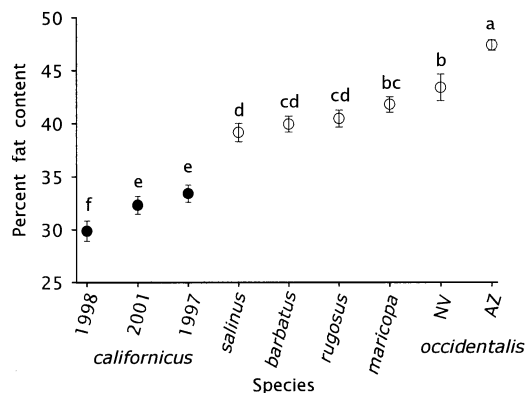 50
45
40
35
30
25
Percent fat content
f
e
e
d
cd
cd
bc
b
a
1998
2001
1997
salinus
barbatus
rugosus
maricopa
NV
AZ
californicus
occidentalis
Species